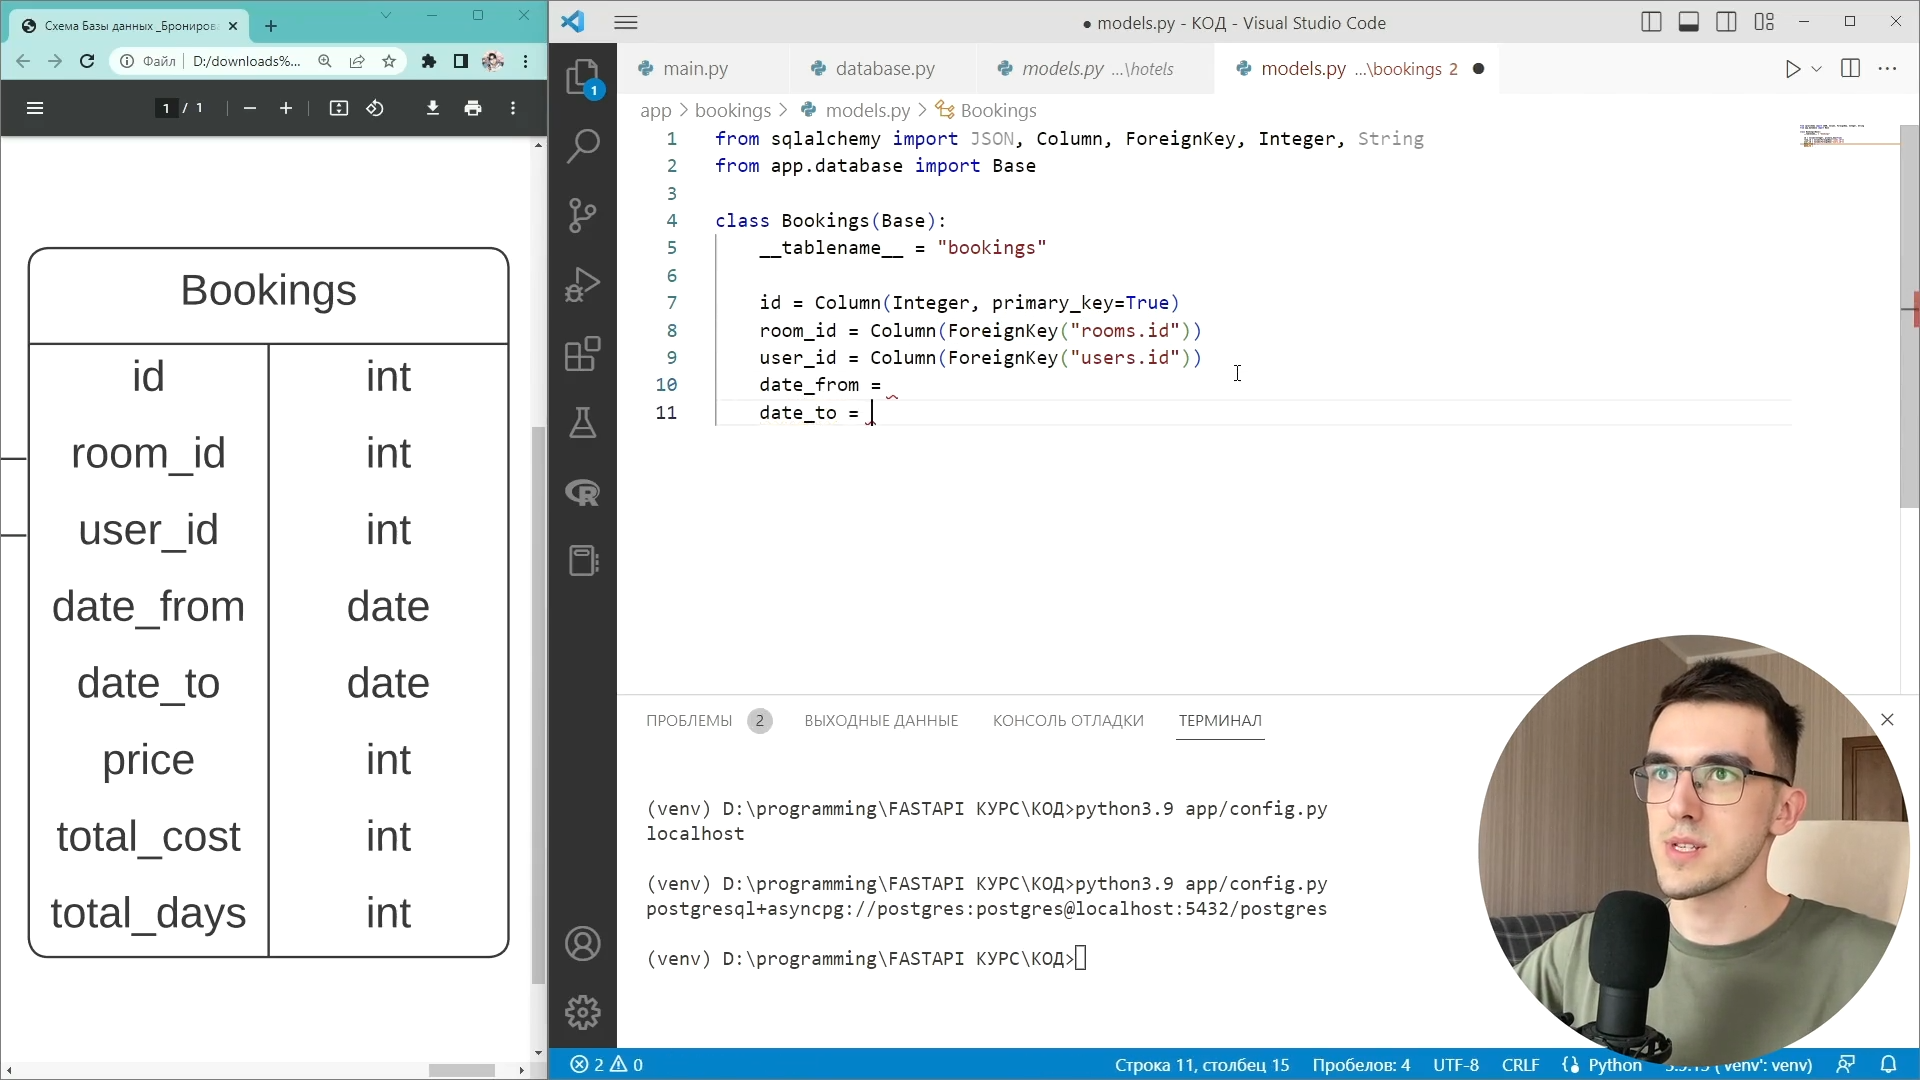 Схема Базы данных _Бронирова
Файл
D:/downloads%...
1 / 1
Bookings
id int
room_id int
user_id int
date_from date
date_to date
price int
total_cost int
total_days int
● models.py - КОД - Visual Studio Code
1
main.py
database.py
models.py ...\hotels
models.py ...\bookings 2
app > bookings > models.py > Bookings
1 from sqlalchemy import JSON, Column, ForeignKey, Integer, String
2 from app.database import Base
3
4 class Bookings(Base):
5 __tablename__ = "bookings"
6
7 id = Column(Integer, primary_key=True)
8 room_id = Column(ForeignKey("rooms.id"))
9 user_id = Column(ForeignKey("users.id"))
10 date_from =
11 date_to =
ПРОБЛЕМЫ 2 ВЫХОДНЫЕ ДАННЫЕ КОНСОЛЬ ОТЛАДКИ ТЕРМИНАЛ
(venv) D:\programming\FASTAPI КУРС\КОД>python3.9 app/config.py
localhost
(venv) D:\programming\FASTAPI КУРС\КОД>python3.9 app/config.py
postgresql+asyncpg://postgres:postgres@localhost:5432/postgres
(venv) D:\programming\FASTAPI КУРС\КОД>
2 0
Строка 11, столбец 15 Пробелов: 4 UTF-8 CRLF Python ('venv': venv)